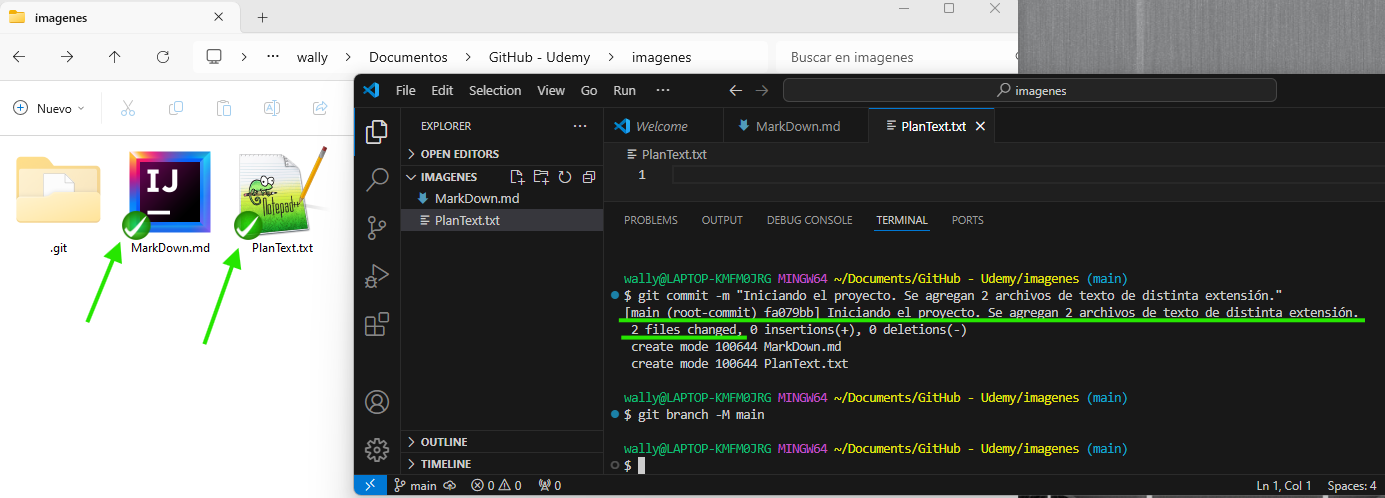 imagenes
wally > Documentos > GitHub - Udemy > imagenes
Buscar en imagenes
Nuevo
.git
IJ
MarkDown.md
Notepad++
PlanText.txt
File Edit Selection View Go Run ...
imagenes
EXPLORER
OPEN EDITORS
IMAGENES
MarkDown.md
PlanText.txt
OUTLINE
TIMELINE
Welcome
MarkDown.md
PlanText.txt
PlanText.txt
1
PROBLEMS OUTPUT DEBUG CONSOLE TERMINAL PORTS
wally@LAPTOP-KMFM0JRG MINGW64 ~/Documents/GitHub - Udemy/imagenes (main)
$ git commit -m "Iniciando el proyecto. Se agregan 2 archivos de texto de distinta extensión."
[main (root-commit) fa079bb] Iniciando el proyecto. Se agregan 2 archivos de texto de distinta extensión.
2 files changed, 0 insertions(+), 0 deletions(-)
create mode 100644 MarkDown.md
create mode 100644 PlanText.txt
wally@LAPTOP-KMFM0JRG MINGW64 ~/Documents/GitHub - Udemy/imagenes (main)
$ git branch -M main
wally@LAPTOP-KMFM0JRG MINGW64 ~/Documents/GitHub - Udemy/imagenes (main)
$
main 0 0 0
Ln 1, Col 1 Spaces: 4